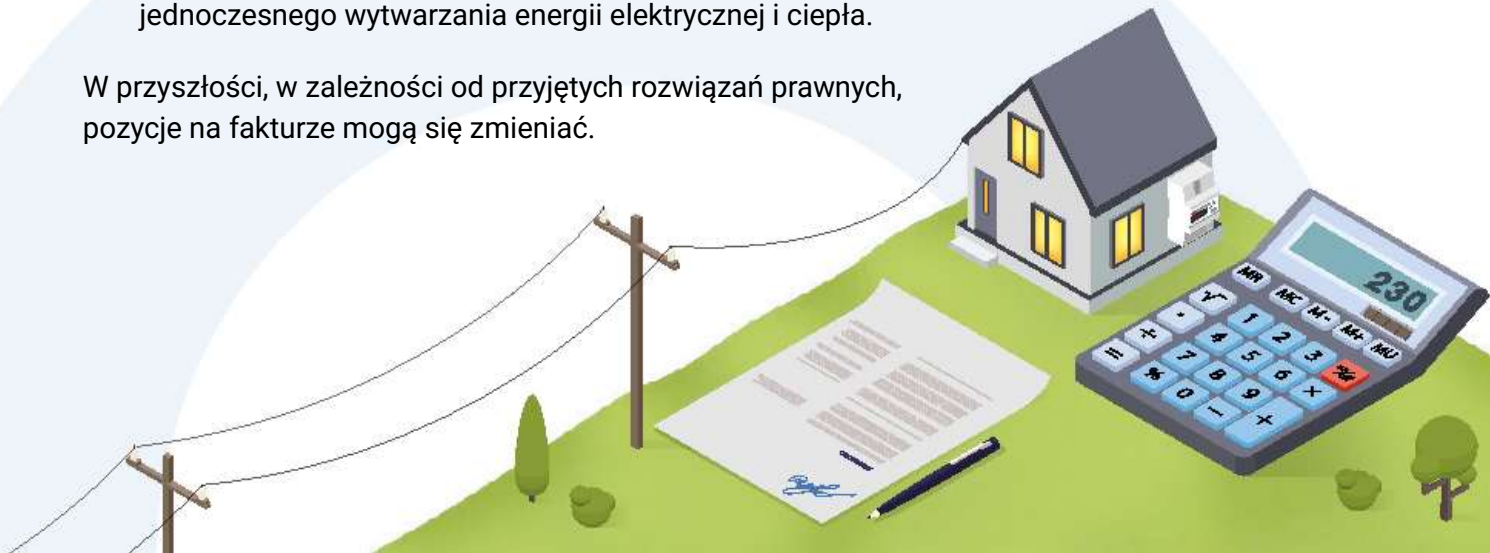 jednoczesnego wytwarzania energii elektrycznej i ciepła.
W przyszłości, w zależności od przyjętych rozwiązań prawnych,
pozycje na fakturze mogą się zmieniać.
230
MR MC M- M+ MU
√ 1 2 3 %
· 4 5 6 ×
+ 7 8 9 +
= % 0 −